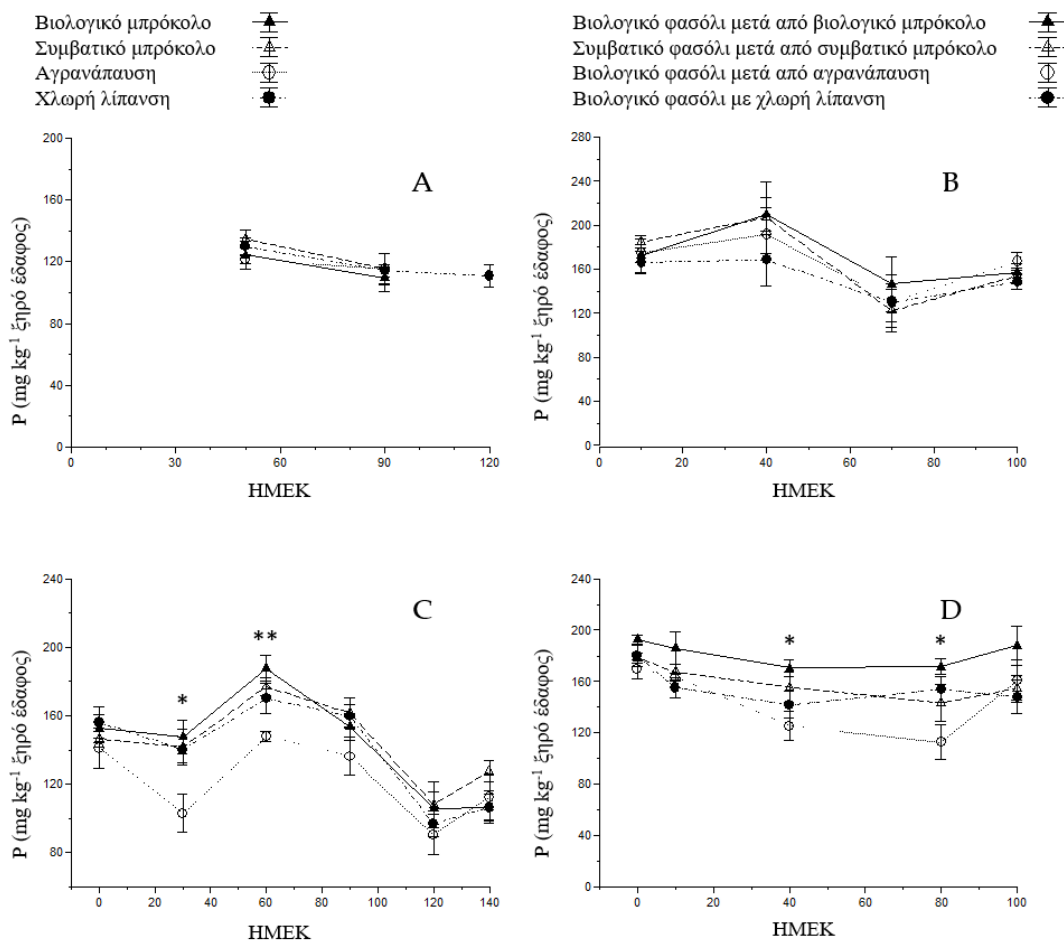 Βιολογικό μπρόκολο
Συμβατικό μπρόκολο
Αγρανάπαυση
Χλωρή λίπανση
Βιολογικό φασόλι μετά από βιολογικό μπρόκολο
Συμβατικό φασόλι μετά από συμβατικό μπρόκολο
Βιολογικό φασόλι μετά από αγρανάπαυση
Βιολογικό φασόλι με χλωρή λίπανση
A
200
160
120
80
40
0
P (mg kg⁻¹ ξηρό έδαφος)
0 30 60 90 120
ΗΜΕΚ
B
280
240
200
160
120
80
40
0
P (mg kg⁻¹ ξηρό έδαφος)
0 20 40 60 80 100
ΗΜΕΚ
C
**
*
240
200
160
120
80
P (mg kg⁻¹ ξηρό έδαφος)
0 20 40 60 80 100 120 140
ΗΜΕΚ
D
* *
240
200
160
120
80
40
0
P (mg kg⁻¹ ξηρό έδαφος)
0 20 40 60 80 100
ΗΜΕΚ